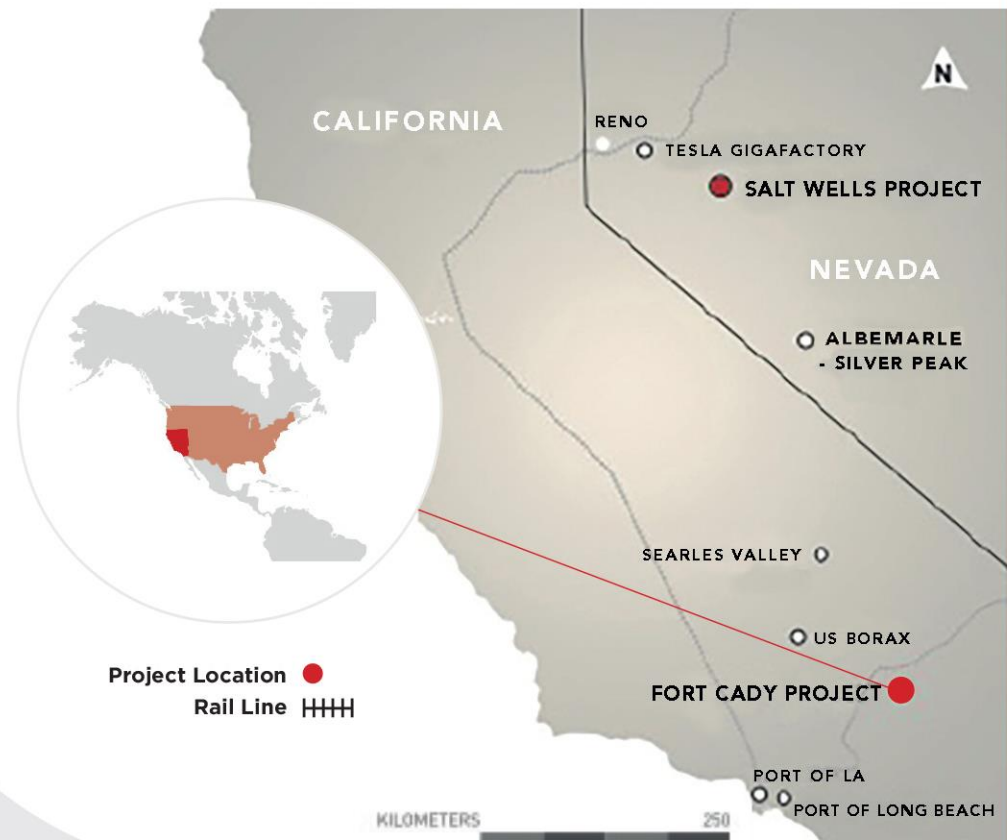 N
CALIFORNIA
RENO
TESLA GIGAFACTORY
SALT WELLS PROJECT
NEVADA
ALBEMARLE
- SILVER PEAK
SEARLES VALLEY
US BORAX
Project Location
Rail Line
FORT CADY PROJECT
PORT OF LA
PORT OF LONG BEACH
KILOMETERS 250